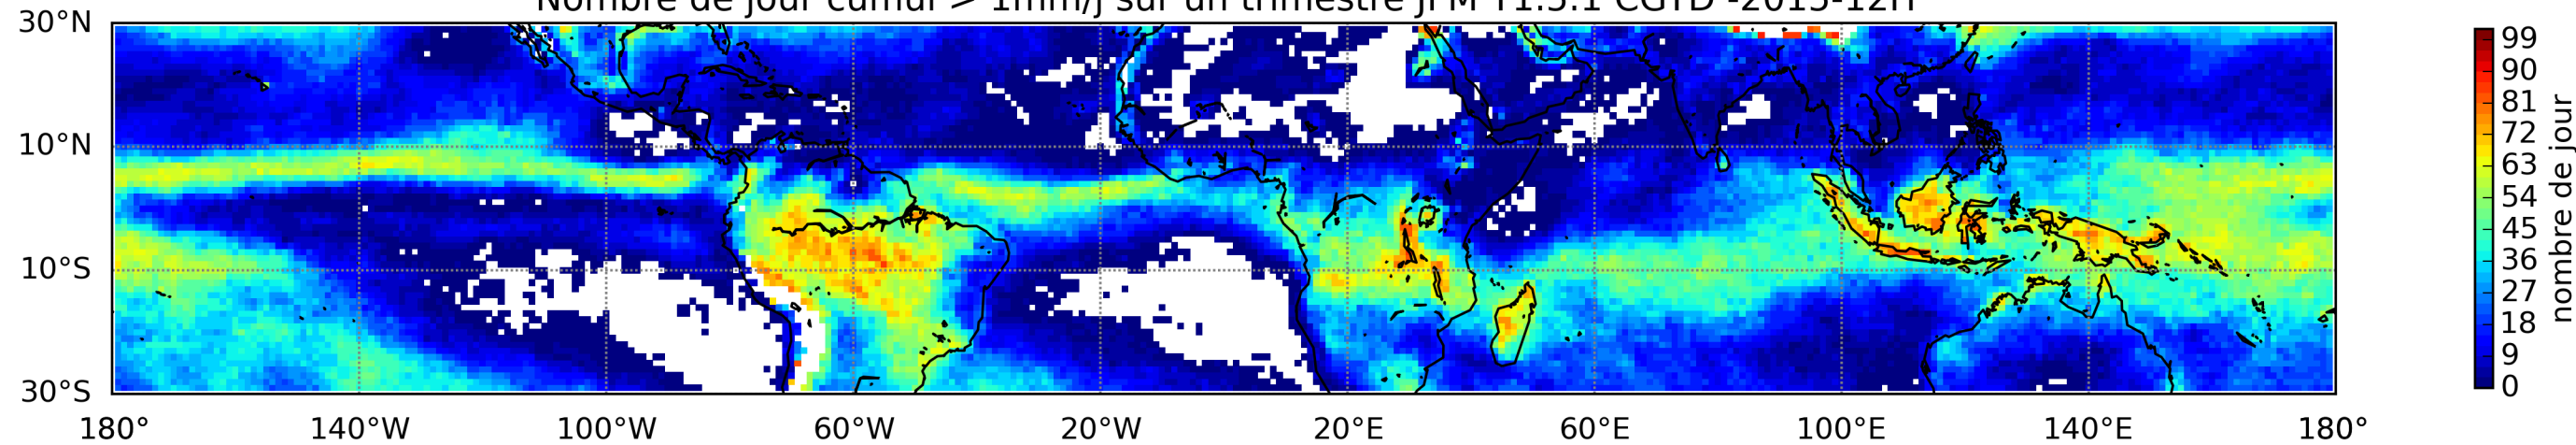 Nombre de jour cumul > 1mm/j sur un trimestre JFM T1.5.1 CGTD -2015-12H
30°N
10°N
10°S
30°S
180° 140°W 100°W 60°W 20°W 20°E 60°E 100°E 140°E 180°
99
90
81
72
63
54
45
36
27
18
9
0
nombre de jour